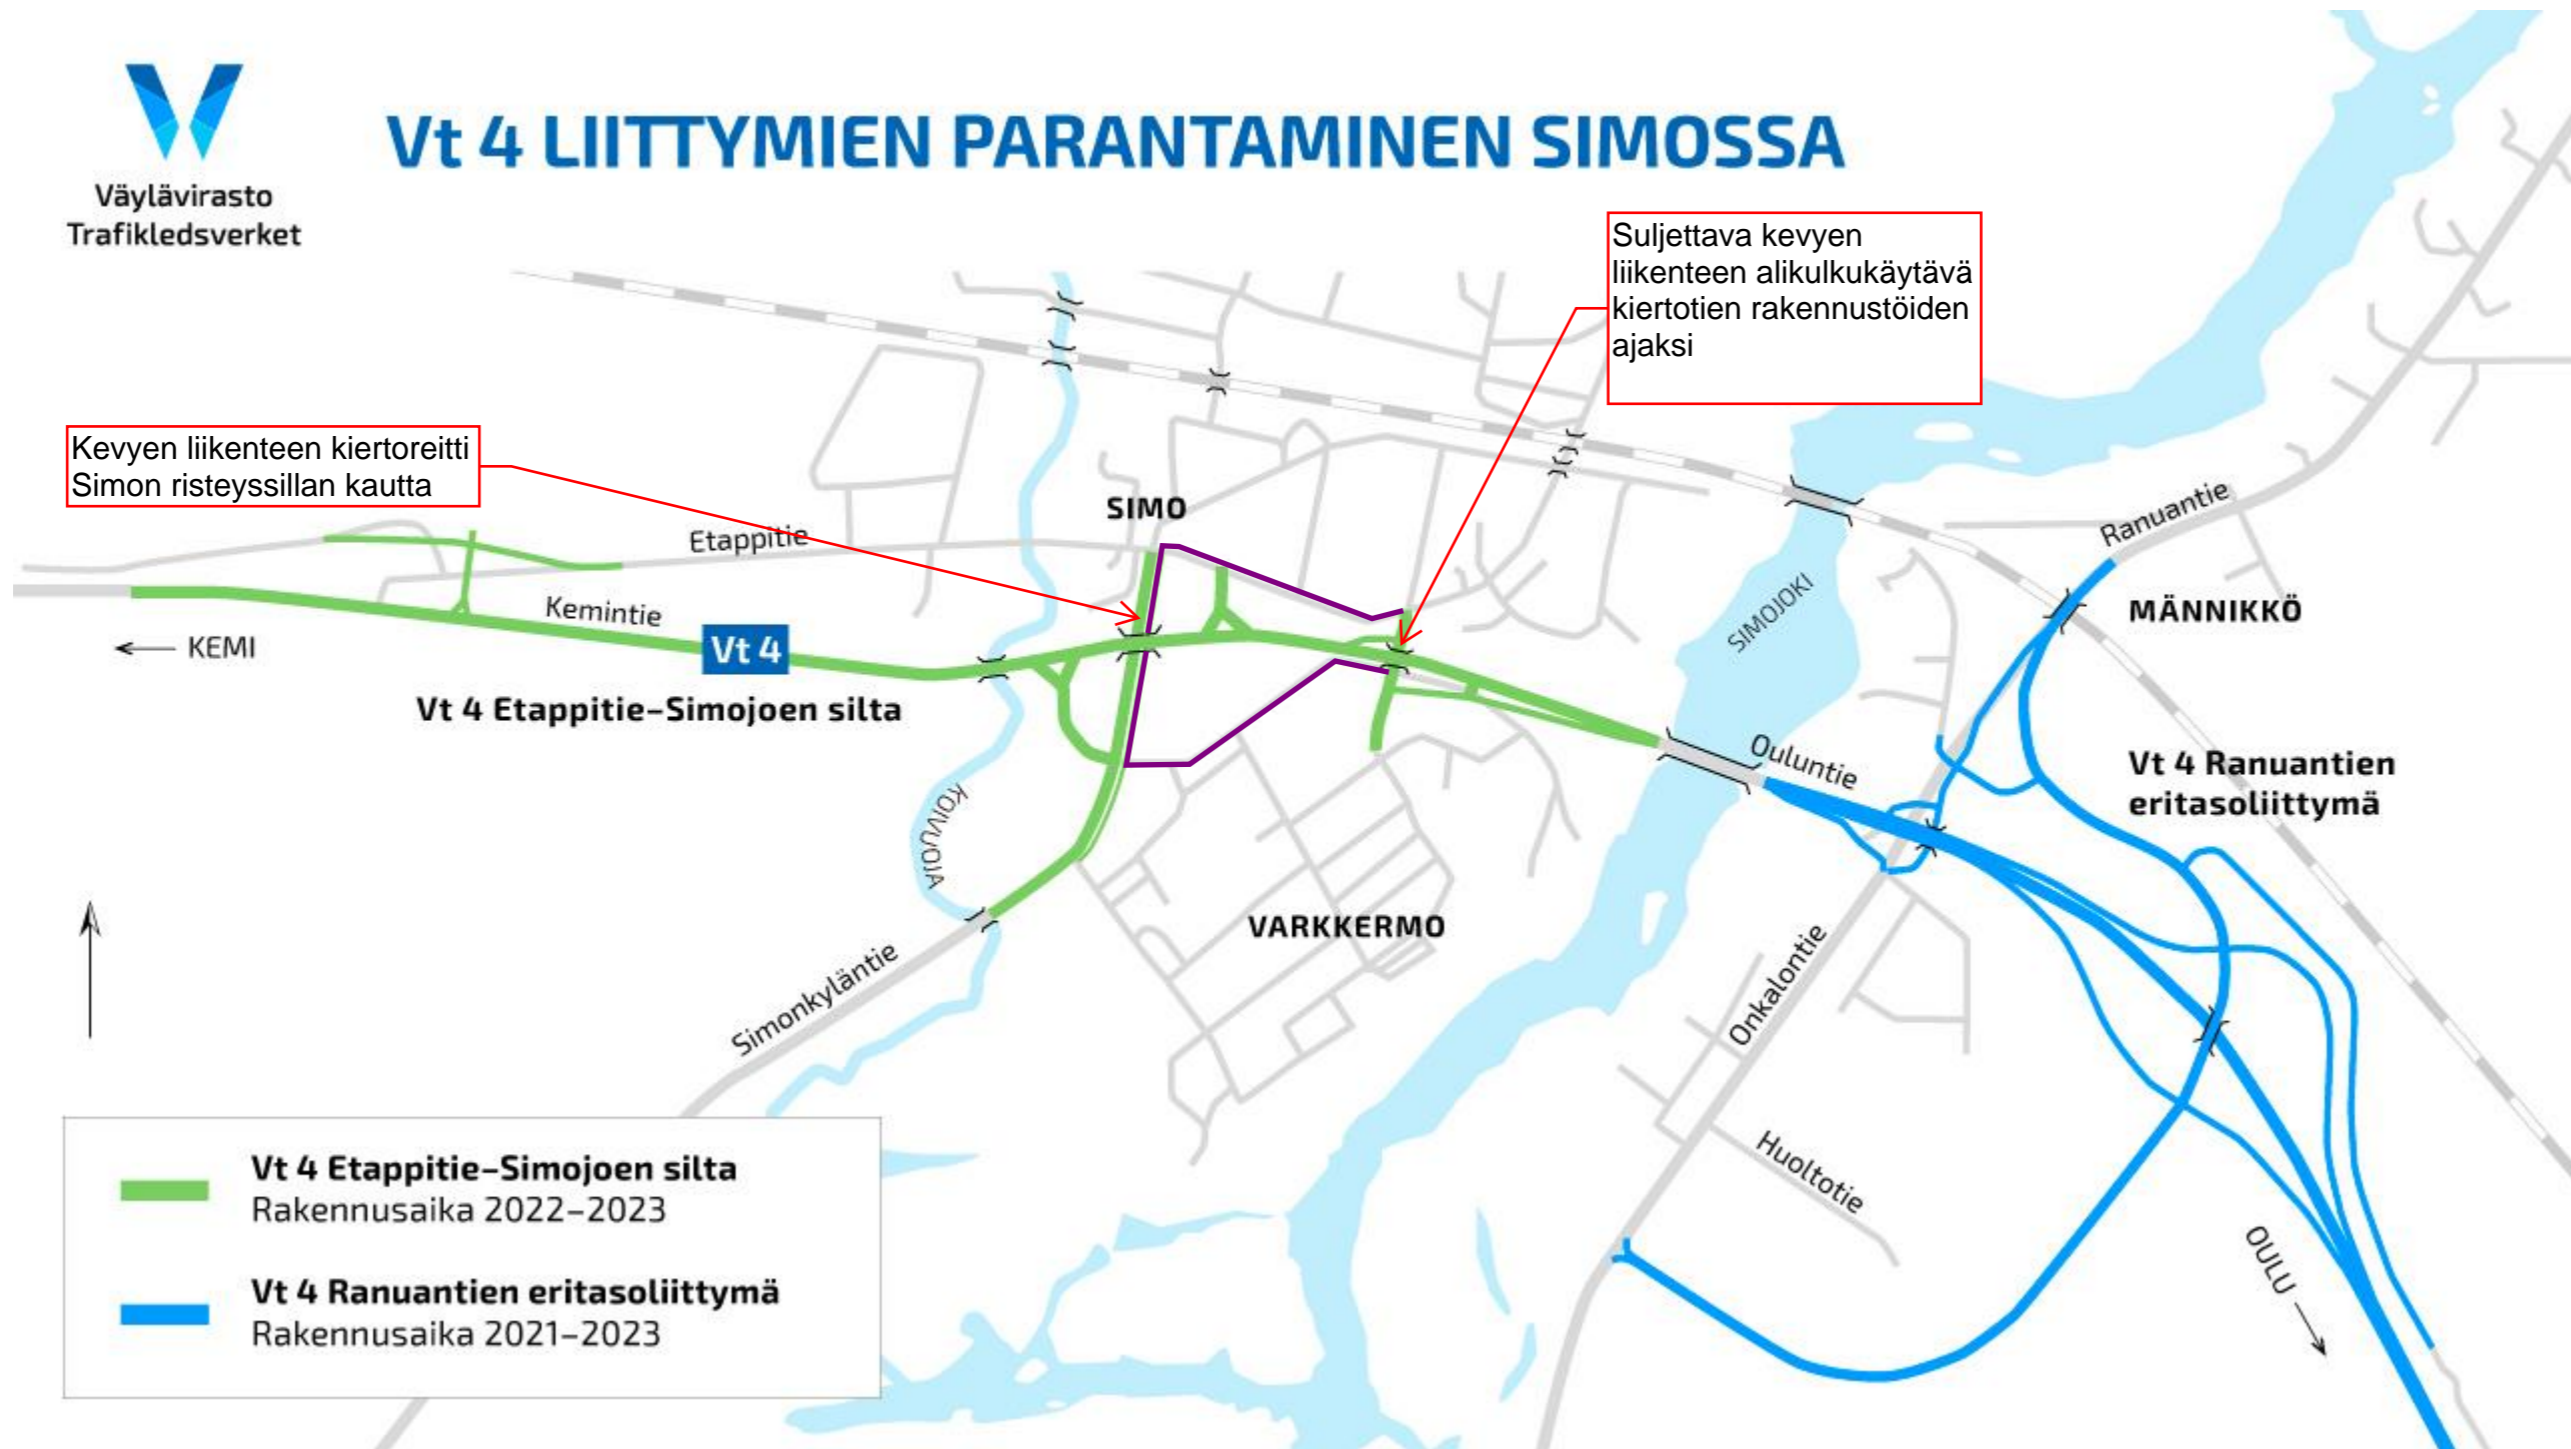 Väylävirasto
Trafikledsverket
Vt 4 LIITTYMIEN PARANTAMINEN SIMOSSA
Suljettava kevyen
liikenteen alikulkukäytävä
kiertotien rakennustöiden
ajaksi
Kevyen liikenteen kiertoreitti
Simon risteyssillan kautta
SIMO
Etappitie
Ranuantie
Kemintie
SIMOJOKI
MÄNNIKKÖ
KEMI
Vt 4
Vt 4 Etappitie–Simojoen silta
Ouluntie
Vt 4 Ranuantien
eritasoliittymä
KOIVUOJA
VARKKERMO
Simonkyläntie
Onkalontie
Huoltotie
OULU
Vt 4 Etappitie–Simojoen silta
Rakennusaika 2022–2023
Vt 4 Ranuantien eritasoliittymä
Rakennusaika 2021–2023